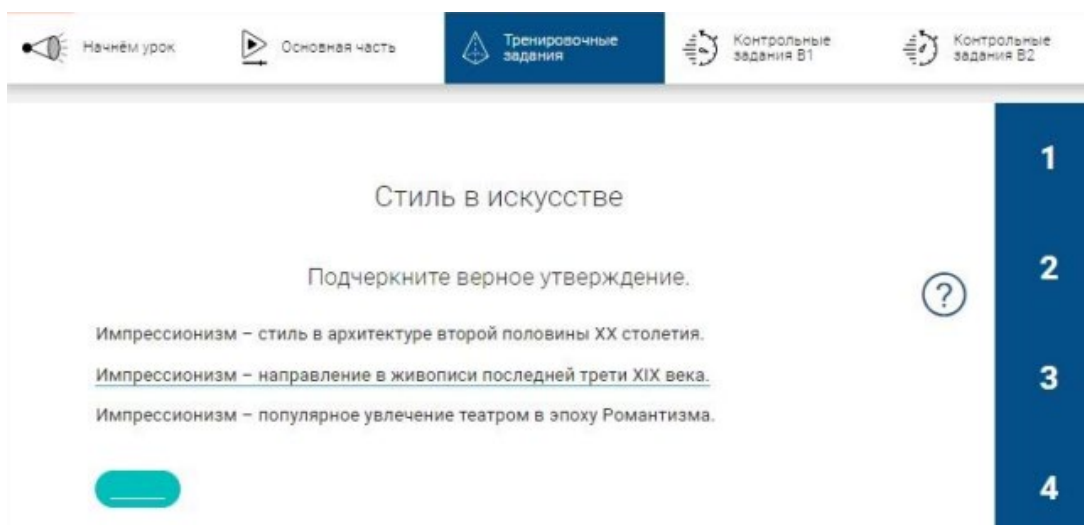 Начнём урок
Основная часть
Тренировочные
задания
Контрольные
задания В1
Контрольные
задания В2
Стиль в искусстве
Подчеркните верное утверждение.
?
Импрессионизм – стиль в архитектуре второй половины XX столетия.
Импрессионизм – направление в живописи последней трети XIX века.
Импрессионизм – популярное увлечение театром в эпоху Романтизма.
1
2
3
4